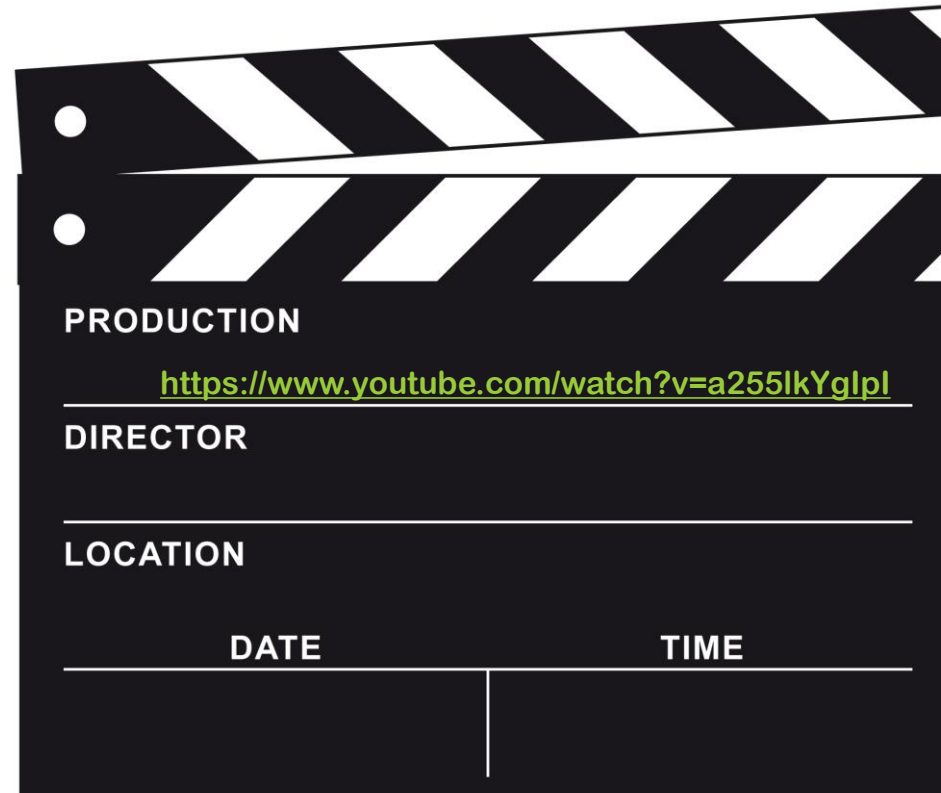 PRODUCTION
https://www.youtube.com/watch?v=a255lkYgIpI
DIRECTOR
LOCATION
DATE TIME